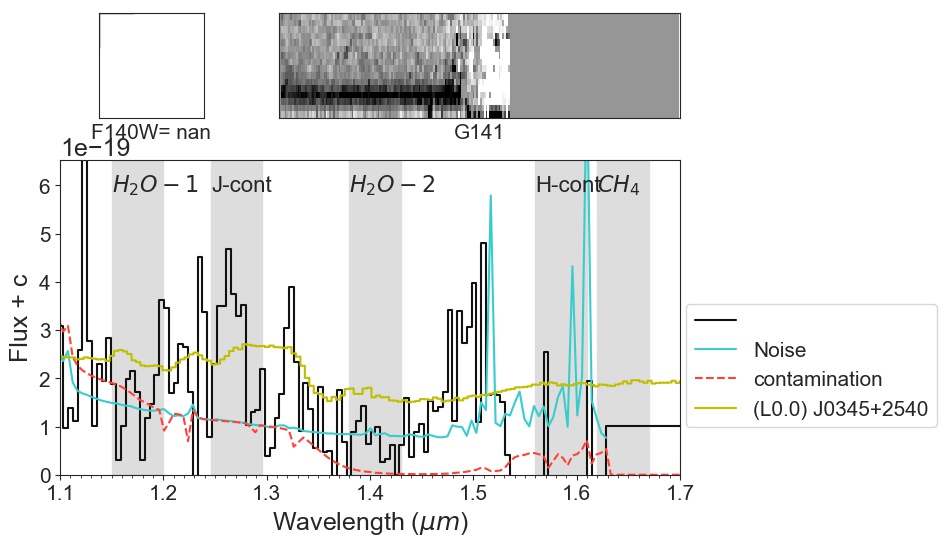 F140W= nan
G141
1e−19
H₂O − 1 J-cont H₂O − 2 H-cont CH₄
6
5
4
3
2
1
0
Flux + c
1.1 1.2 1.3 1.4 1.5 1.6 1.7
Wavelength (μm)
Noise
contamination
(L0.0) J0345+2540